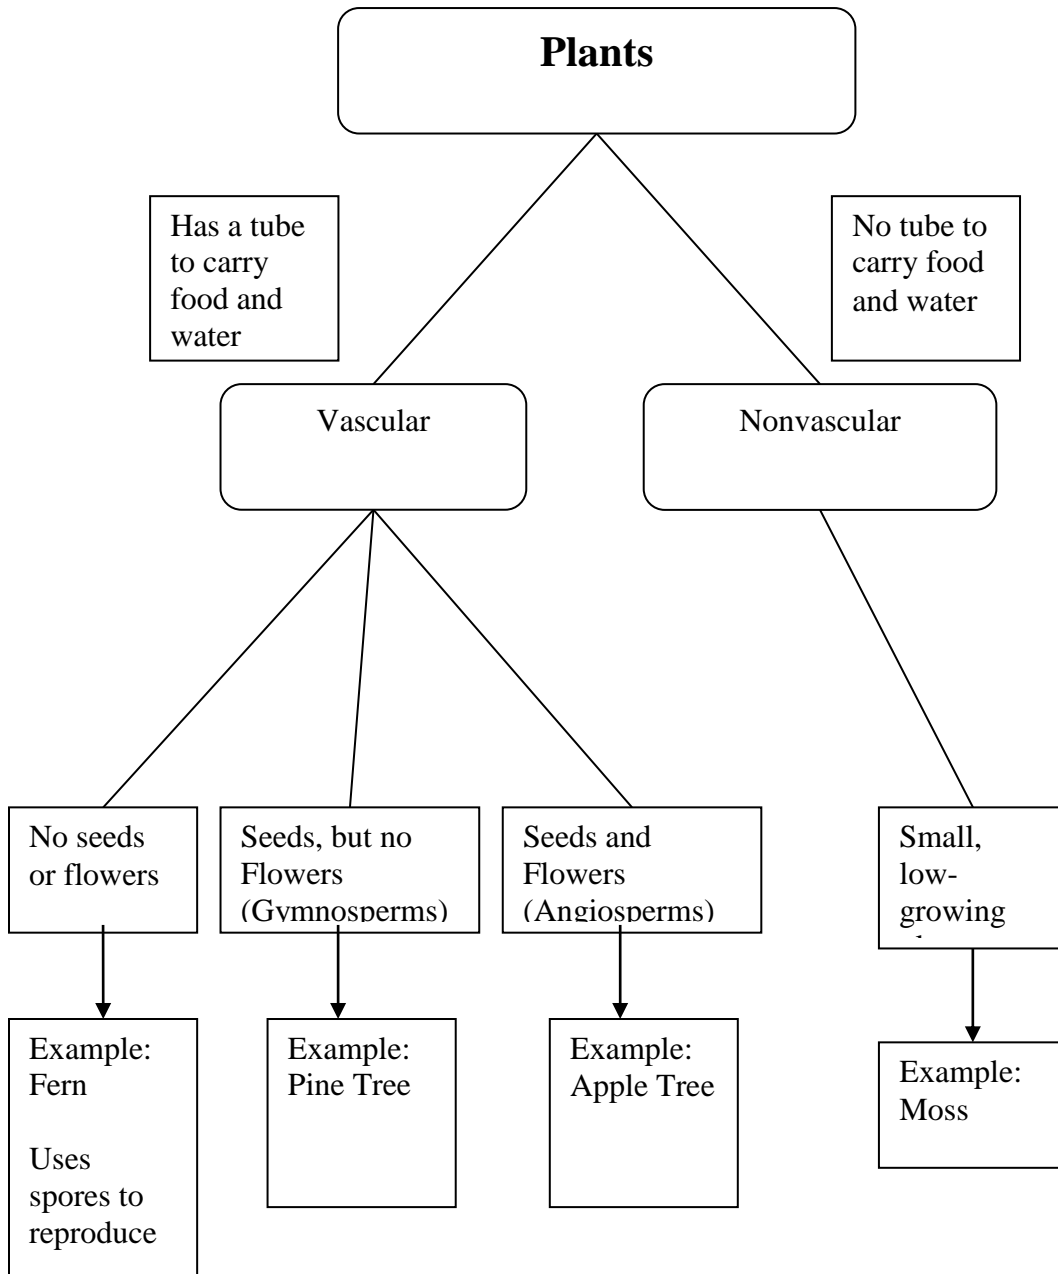 Plants
Has a tube
to carry
food and
water
No tube to
carry food
and water
Vascular
Nonvascular
No seeds
or flowers
Seeds, but no
Flowers
(Gymnosperms)
Seeds and
Flowers
(Angiosperms)
Small,
low-
growing
Example:
Fern
Uses
spores to
reproduce
Example:
Pine Tree
Example:
Apple Tree
Example:
Moss